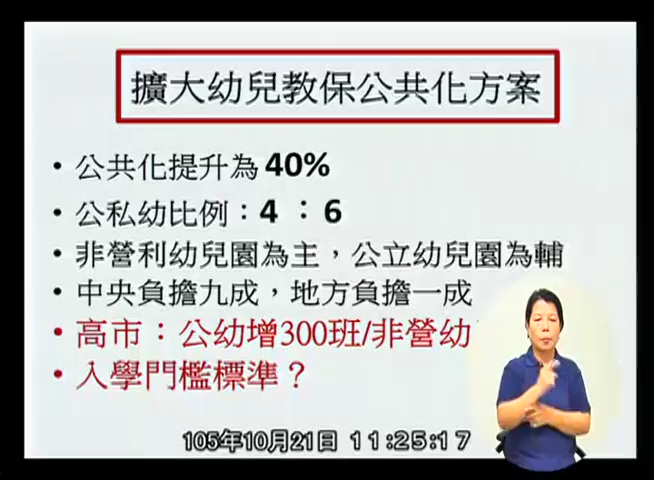 擴大幼兒教保公共化方案
• 公共化提升為 40%
• 公私幼比例：4 ：6
• 非營利幼兒園為主，公立幼兒園為輔
• 中央負擔九成，地方負擔一成
• 高市：公幼增300班/非營幼
• 入學門檻標準？
105年10月21日 11:25:17